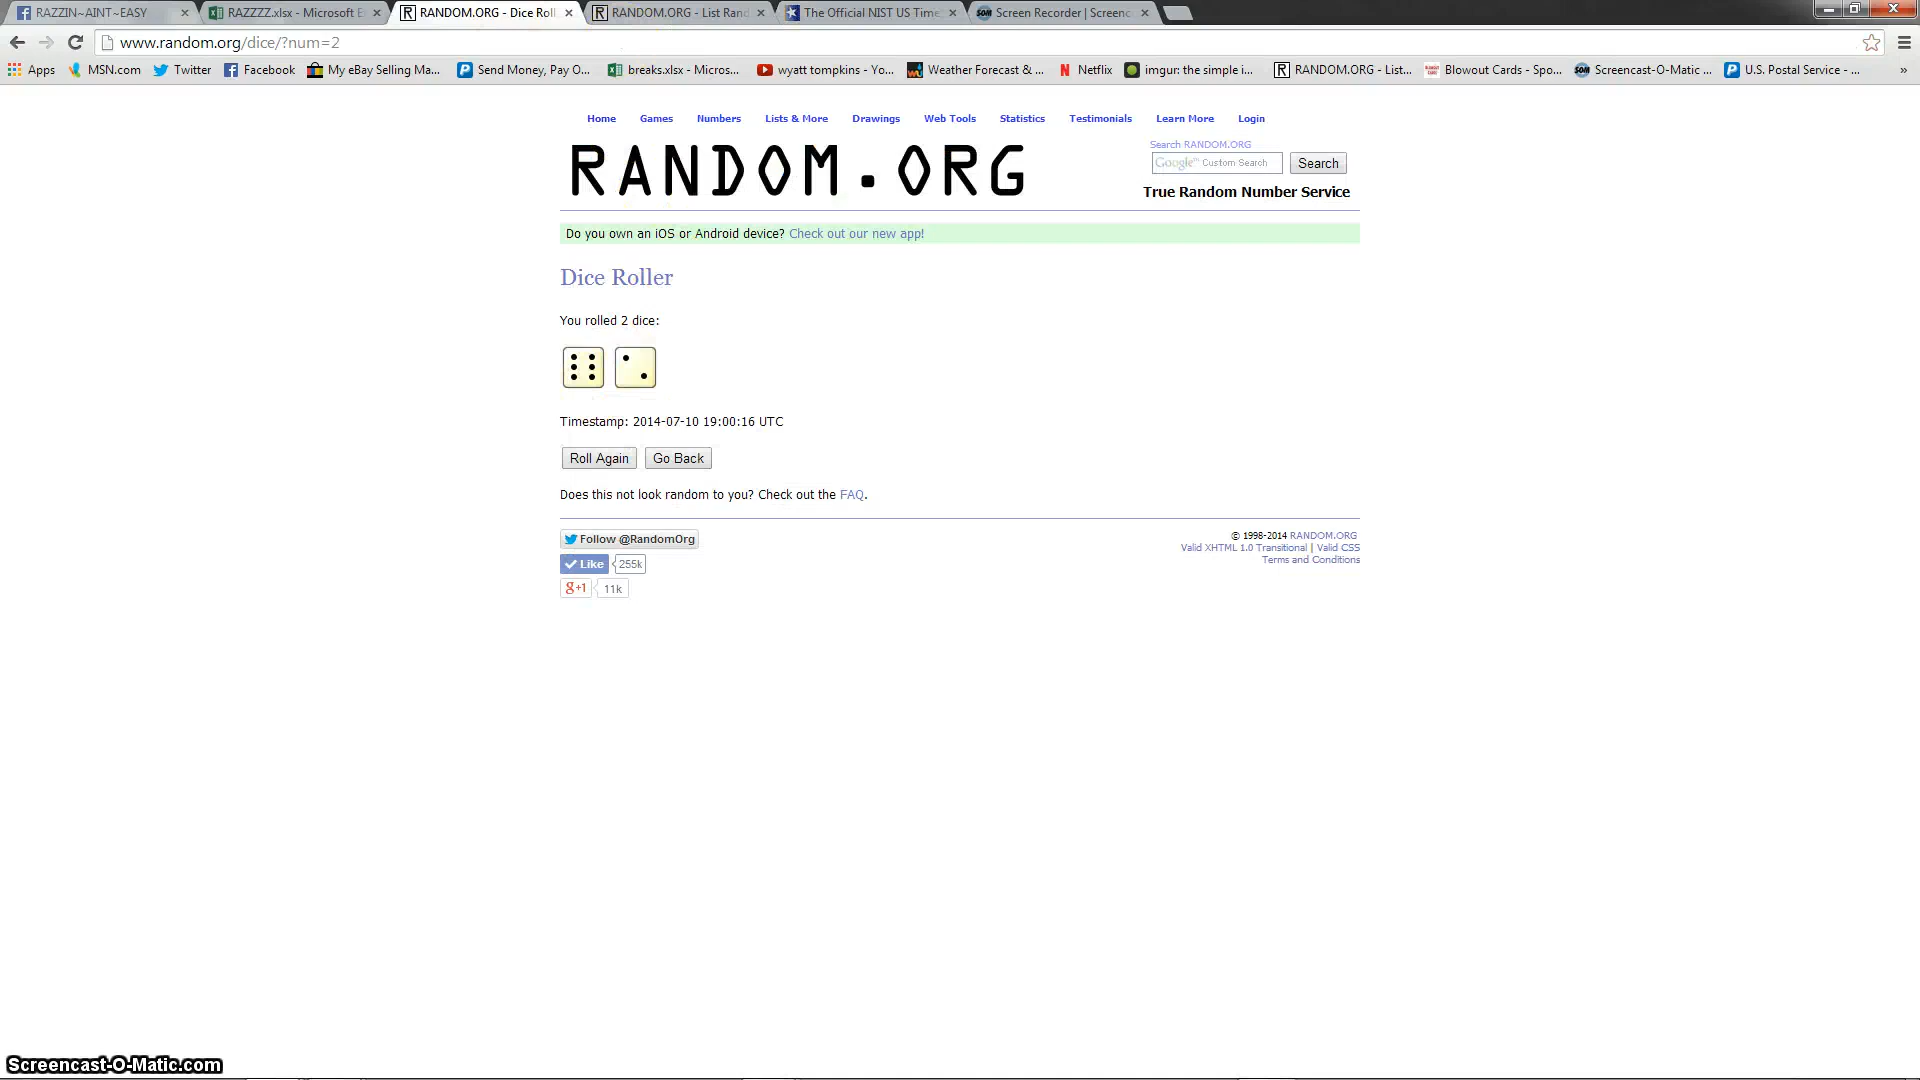 RAZZIN~AINT~EASY
RAZZZZ.xlsx - Microsoft E
RANDOM.ORG - Dice Roll
RANDOM.ORG - List Rand
The Official NIST US Time
Screen Recorder | Screenc
www.random.org/dice/?num=2
Apps MSN.com Twitter Facebook My eBay Selling Ma... Send Money, Pay O... breaks.xlsx - Micros... wyatt tompkins - Yo... Weather Forecast & ... Netflix imgur: the simple i... RANDOM.ORG - List... Blowout Cards - Spo... Screencast-O-Matic ... U.S. Postal Service - ... »
Home Games Numbers Lists & More Drawings Web Tools Statistics Testimonials Learn More Login
RANDOM.ORG
Search RANDOM.ORG
Google™ Custom Search Search
True Random Number Service
Do you own an iOS or Android device? Check out our new app!
Dice Roller
You rolled 2 dice:
Timestamp: 2014-07-10 19:00:16 UTC
Roll Again Go Back
Does this not look random to you? Check out the FAQ.
Follow @RandomOrg
Like 255k
g+1 11k
© 1998-2014 RANDOM.ORG
Valid XHTML 1.0 Transitional | Valid CSS
Terms and Conditions
Screencast-O-Matic.com